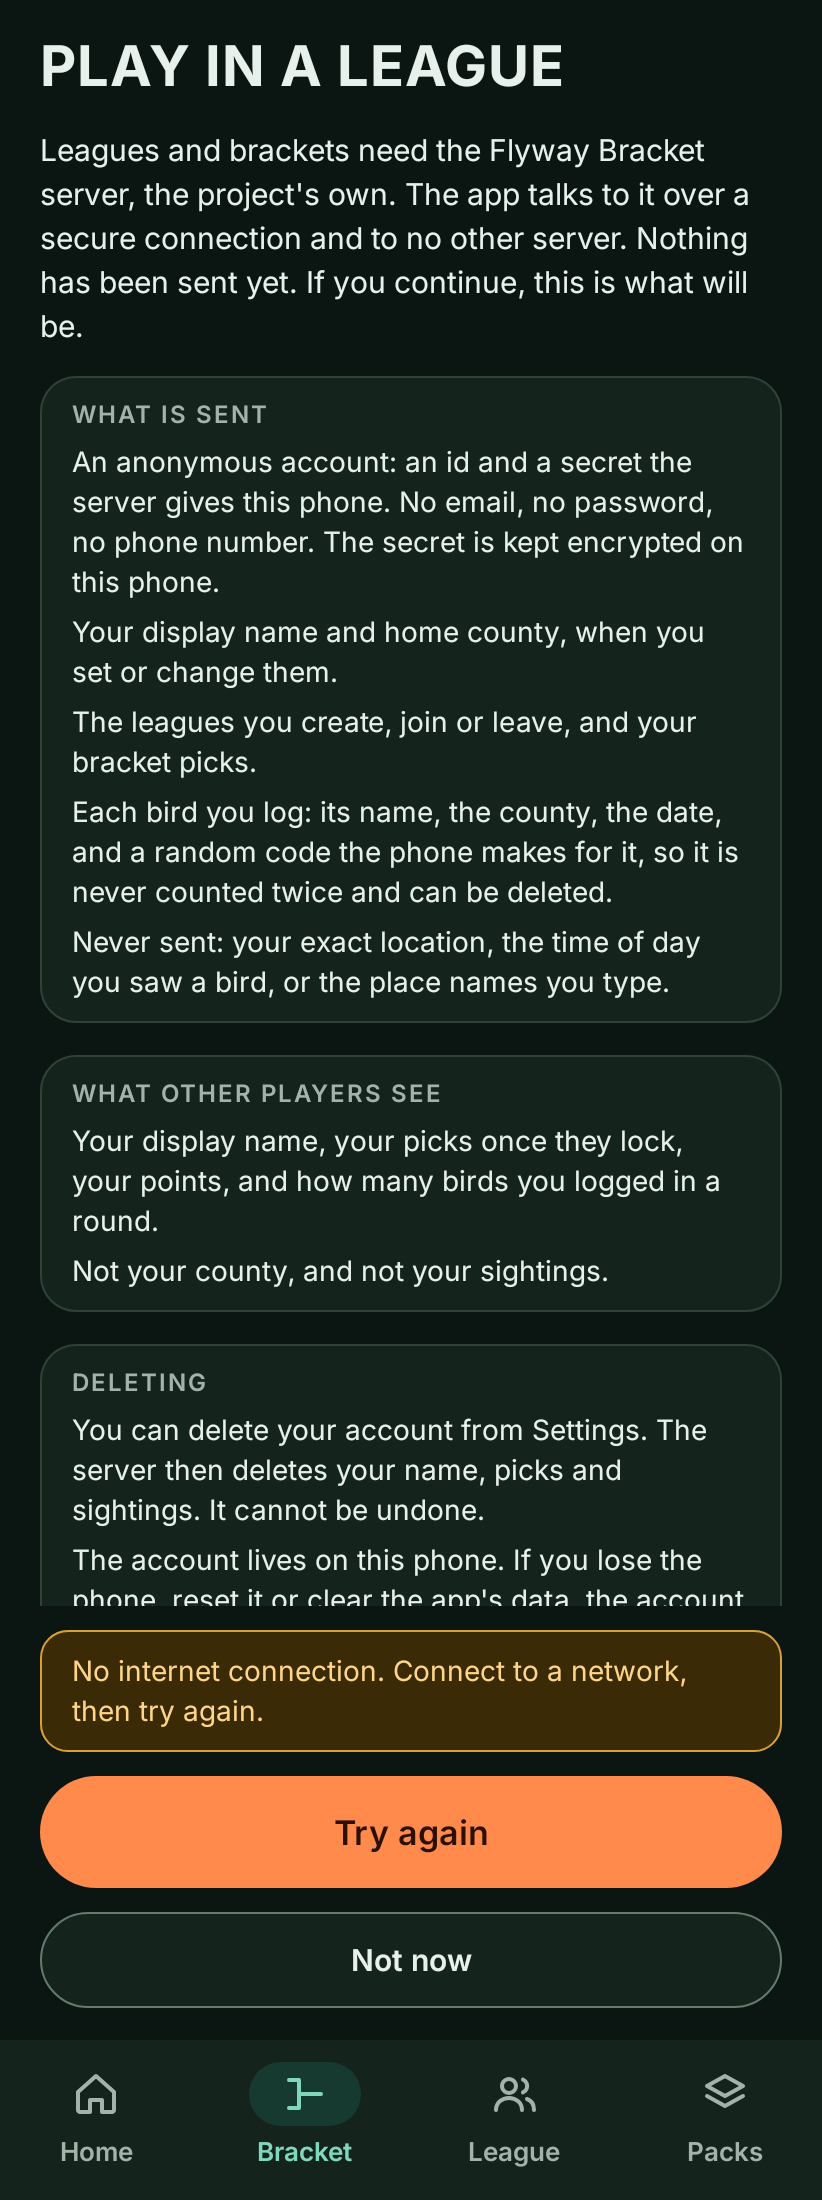 PLAY IN A LEAGUE
Leagues and brackets need the Flyway Bracket
server, the project's own. The app talks to it over a
secure connection and to no other server. Nothing
has been sent yet. If you continue, this is what will
be.
WHAT IS SENT
An anonymous account: an id and a secret the
server gives this phone. No email, no password,
no phone number. The secret is kept encrypted on
this phone.
Your display name and home county, when you
set or change them.
The leagues you create, join or leave, and your
bracket picks.
Each bird you log: its name, the county, the date,
and a random code the phone makes for it, so it is
never counted twice and can be deleted.
Never sent: your exact location, the time of day
you saw a bird, or the place names you type.
WHAT OTHER PLAYERS SEE
Your display name, your picks once they lock,
your points, and how many birds you logged in a
round.
Not your county, and not your sightings.
DELETING
You can delete your account from Settings. The
server then deletes your name, picks and
sightings. It cannot be undone.
The account lives on this phone. If you lose the
phone, reset it or clear the app's data, the account
No internet connection. Connect to a network,
then try again.
Try again
Not now
Home
Bracket
League
Packs